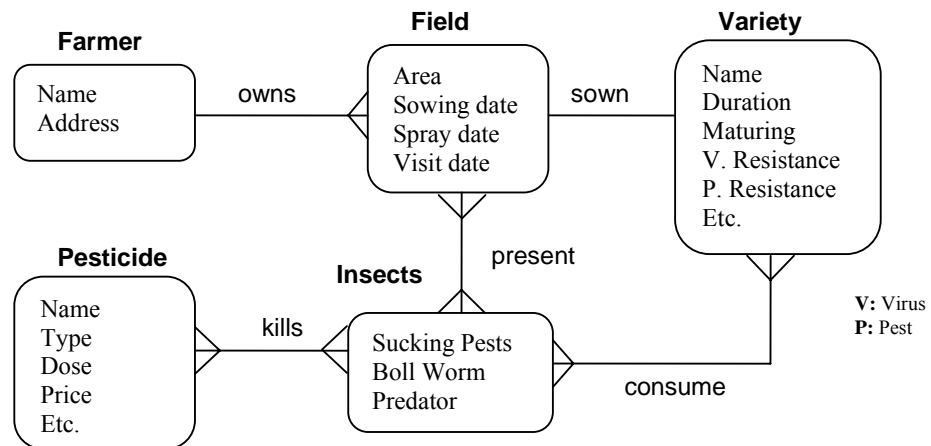 Farmer
Name
Address
owns
Field
Area
Sowing date
Spray date
Visit date
sown
Variety
Name
Duration
Maturing
V. Resistance
P. Resistance
Etc.
Pesticide
Name
Type
Dose
Price
Etc.
kills
Insects
Sucking Pests
Boll Worm
Predator
present
consume
V: Virus
P: Pest